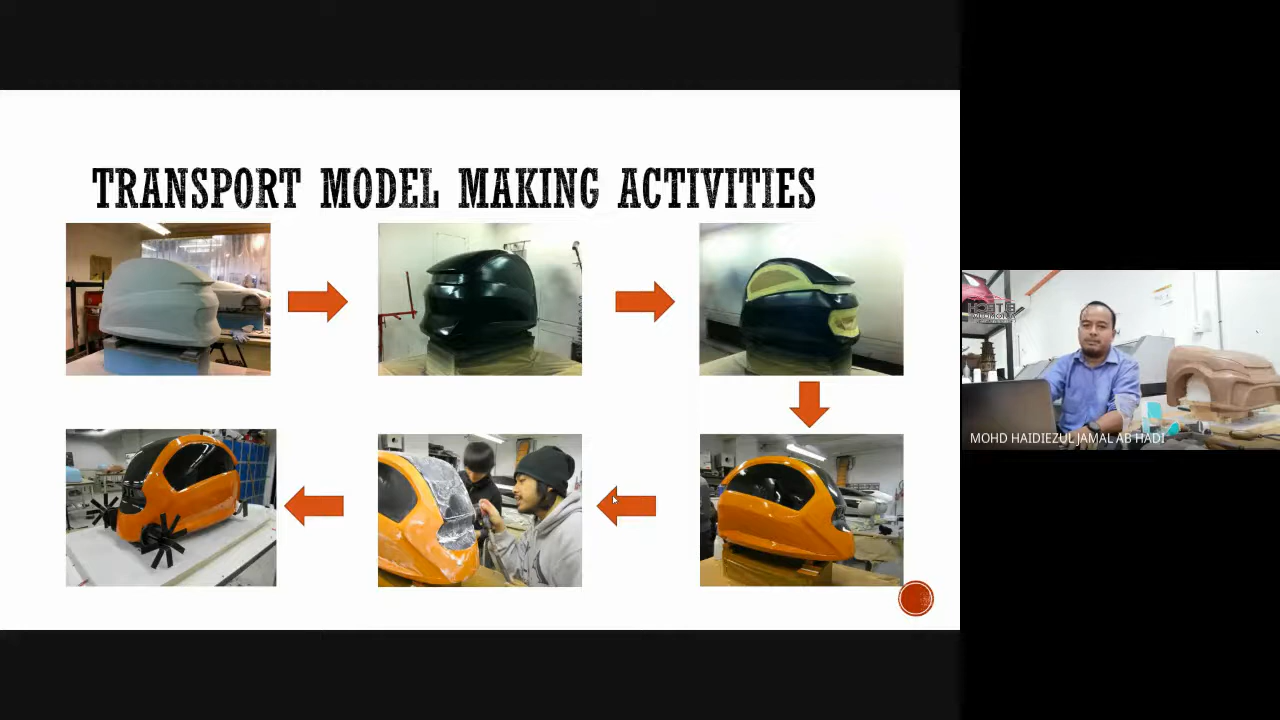 TRANSPORT MODEL MAKING ACTIVITIES
MOHD HAIDIEZUL JAMAL AB HADI